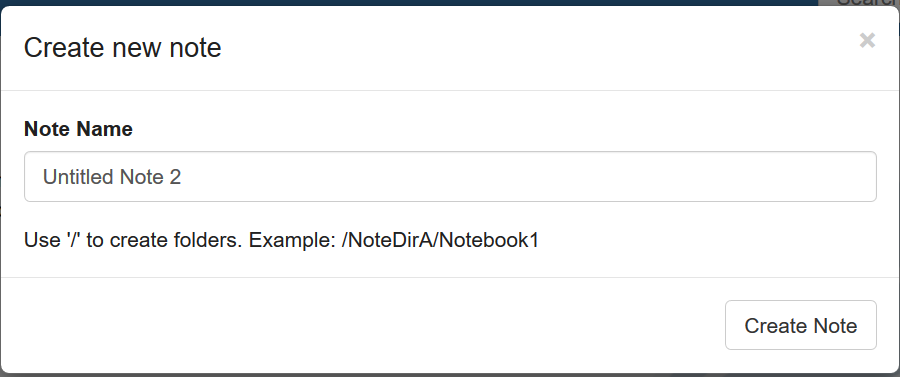 Create new note
×
Note Name
Untitled Note 2
Use '/' to create folders. Example: /NoteDirA/Notebook1
Create Note